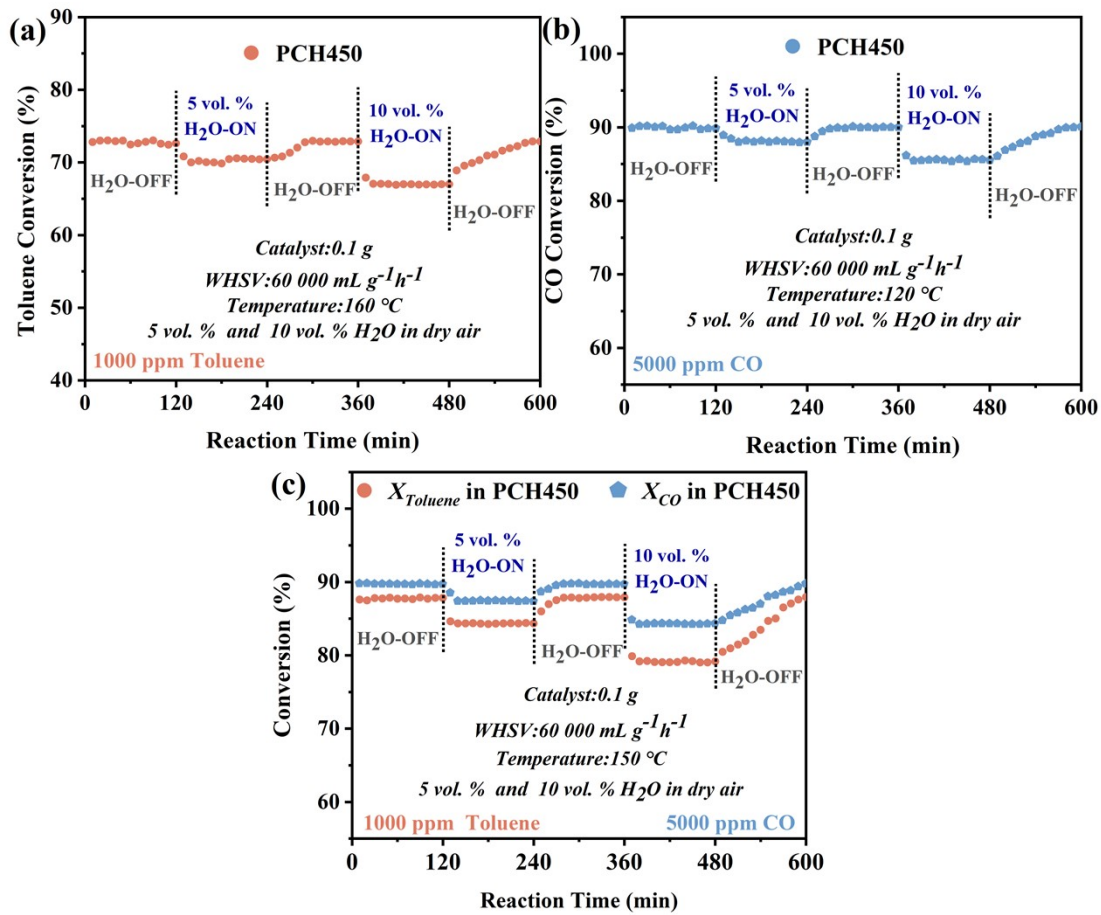 (a)
PCH450
5 vol. %
H₂O-ON
10 vol. %
H₂O-ON
H₂O-OFF
H₂O-OFF
H₂O-OFF
Catalyst:0.1 g
WHSV:60 000 mL g⁻¹h⁻¹
Temperature:160 °C
5 vol. % and 10 vol. % H₂O in dry air
1000 ppm Toluene
Toluene Conversion (%)
90
80
70
60
50
40
0 120 240 360 480 600
Reaction Time (min)
(b)
PCH450
5 vol. %
H₂O-ON
10 vol. %
H₂O-ON
H₂O-OFF
H₂O-OFF
H₂O-OFF
Catalyst:0.1 g
WHSV:60 000 mL g⁻¹h⁻¹
Temperature:120 °C
5 vol. % and 10 vol. % H₂O in dry air
5000 ppm CO
CO Conversion (%)
100
90
80
70
60
0 120 240 360 480 600
Reaction Time (min)
(c)
X_Toluene in PCH450 X_CO in PCH450
5 vol. %
H₂O-ON
10 vol. %
H₂O-ON
H₂O-OFF
H₂O-OFF
H₂O-OFF
Catalyst:0.1 g
WHSV:60 000 mL g⁻¹h⁻¹
Temperature:150 °C
5 vol. % and 10 vol. % H₂O in dry air
1000 ppm Toluene 5000 ppm CO
Conversion (%)
100
90
80
70
60
0 120 240 360 480 600
Reaction Time (min)